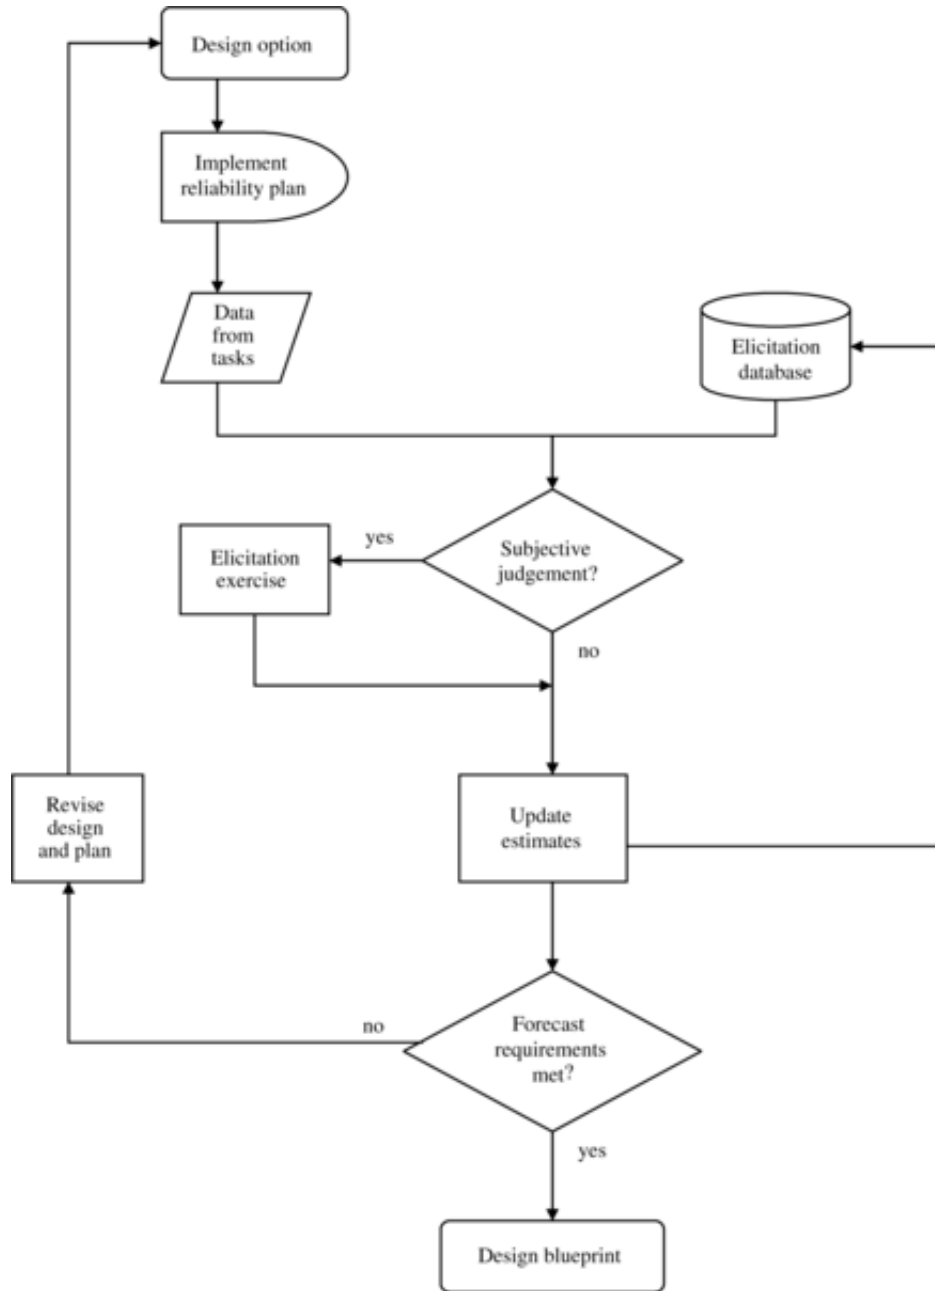 Design option
Implement
reliability plan
Data
from
tasks
Elicitation
database
Subjective
judgement?
yes
Elicitation
exercise
no
Update
estimates
Revise
design
and plan
Forecast
requirements
met?
no
yes
Design blueprint